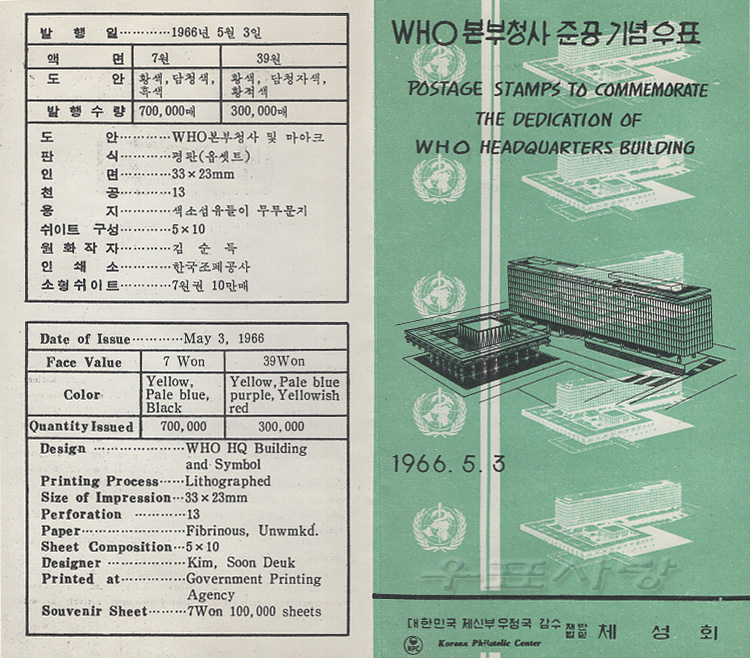 발행일············1966년 5월 3일
액면 7원 39원
도안 황색, 담청색, 흑색 황색, 담청자색, 황적색
발행수량 700,000매 300,000매
도안············WHO본부청사 및 마아크
판식············평판(옵셋트)
인면············33×23mm
천공············13
용지············색소섬유들이 무투문지
쉬이트 구성······5×10
원화작자········김순득
인쇄소··········한국조폐공사
소형쉬이트······7원권 10만매
Date of Issue············May 3, 1966
Face Value 7 Won 39Won
Color Yellow, Pale blue, Black Yellow, Pale blue purple, Yellowish red
Quantity Issued 700,000 300,000
Design ··················WHO HQ Building
and Symbol
Printing Process·····Lithographed
Size of Impression···33×23mm
Perforation ············13
Paper··················Fibrinous, Unwmkd.
Sheet Composition···5×10
Designer ············Kim, Soon Deuk
Printed at············Government Printing
Agency
Souvenir Sheet·········7Won 100,000 sheets
WHO 본부청사 준공 기념 우표
POSTAGE STAMPS TO COMMEMORATE
THE DEDICATION OF
WHO HEADQUARTERS BUILDING
1966. 5. 3
우표사랑
대한민국 체신부 우정국 감수 재단법인 체성회
KPC Korean Philatelic Center